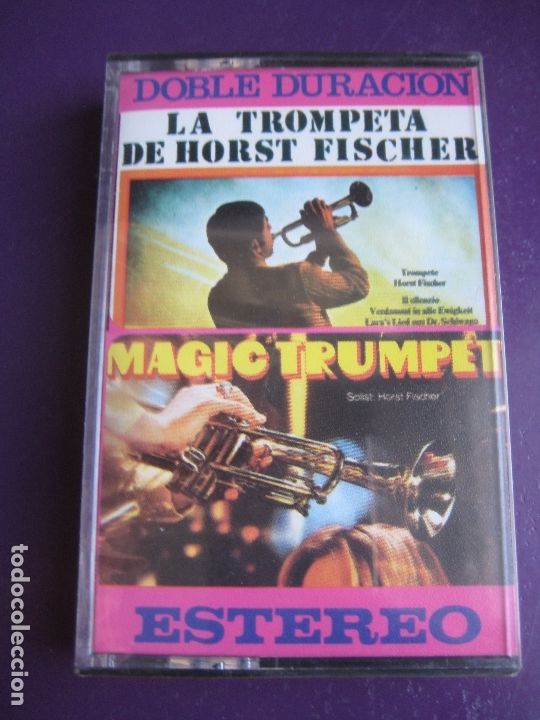 DOBLE DURACION
LA TROMPETA
DE HORST FISCHER
Trompete
Horst Fischer
Il silenzio
Verdammt in alle Ewigkeit
Lara's Lied aus Dr. Schiwago
MAGIC TRUMPET
Solist: Horst Fischer
ESTEREO
todocoleccion